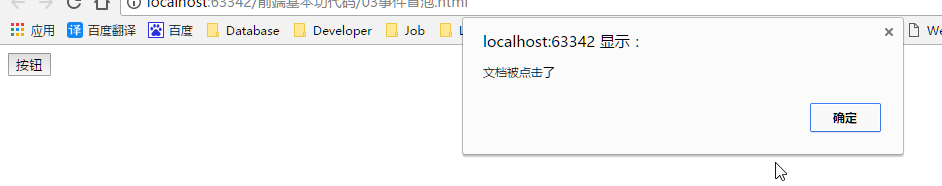 localhost:63342/前端基本功代码/03事件冒泡.html
应用 译 百度翻译 百度 Database Developer Job
localhost:63342 显示：
按钮
文档被点击了
确定